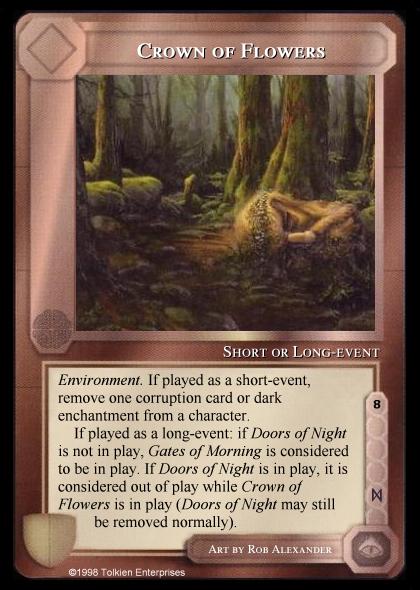 Crown of Flowers
Short or Long-event
Environment. If played as a short-event,
remove one corruption card or dark
enchantment from a character.
If played as a long-event: if Doors of Night
is not in play, Gates of Morning is considered
to be in play. If Doors of Night is in play, it is
considered out of play while Crown of
Flowers is in play (Doors of Night may still
be removed normally).
8
Art by Rob Alexander
©1998 Tolkien Enterprises